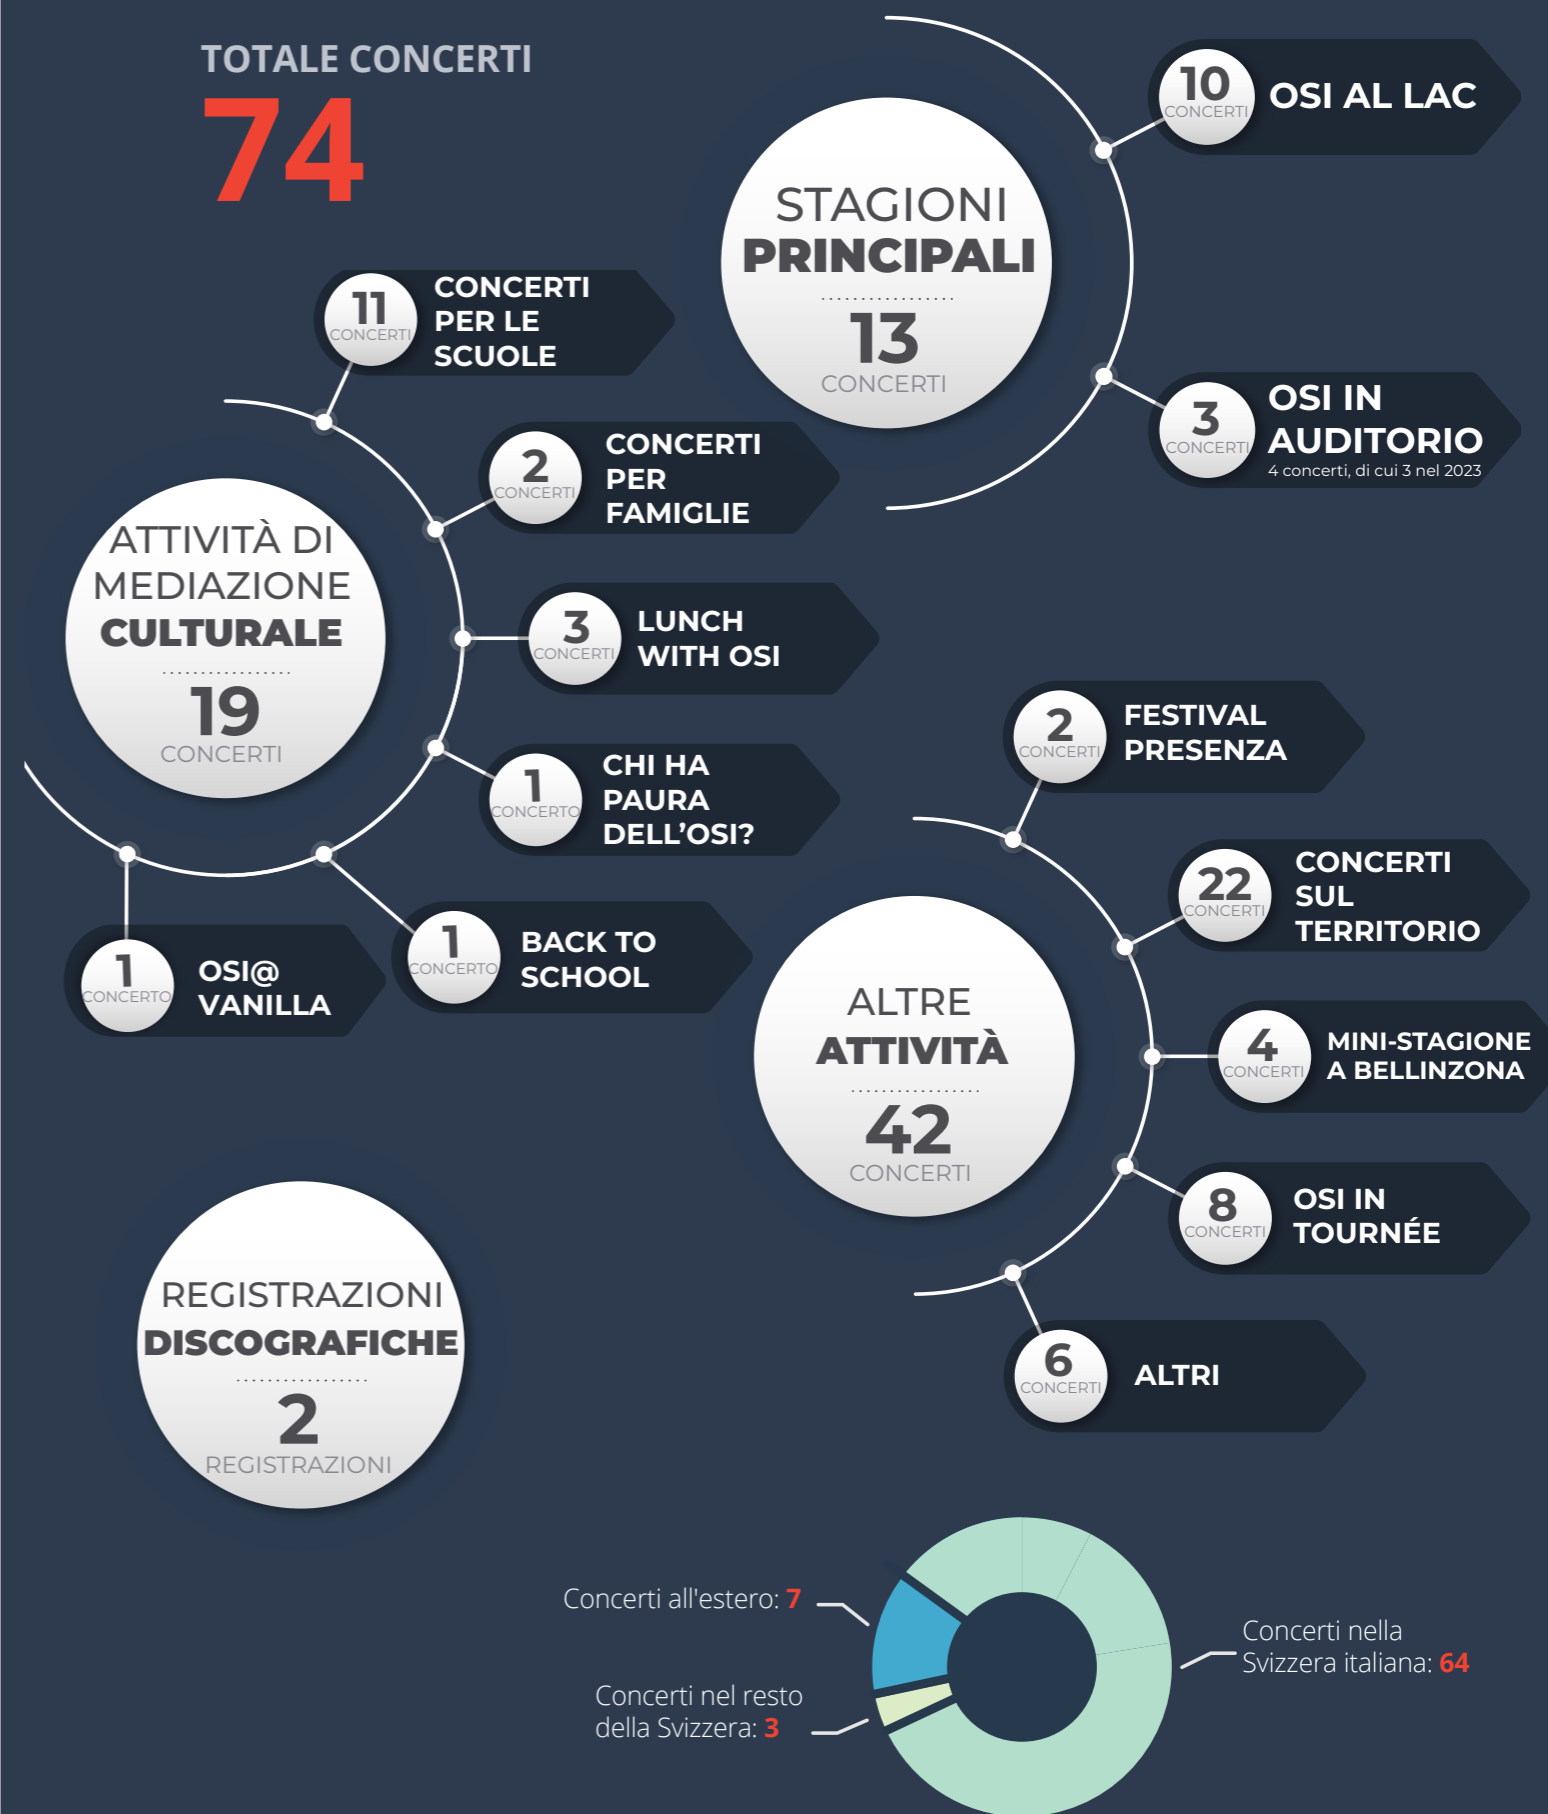 TOTALE CONCERTI
74
STAGIONI
PRINCIPALI
13
CONCERTI
10
CONCERTI
OSI AL LAC
3
CONCERTI
OSI IN
AUDITORIO
4 concerti, di cui 3 nel 2023
ATTIVITÀ DI
MEDIAZIONE
CULTURALE
19
CONCERTI
11
CONCERTI
CONCERTI
PER LE
SCUOLE
2
CONCERTI
CONCERTI
PER
FAMIGLIE
3
CONCERTI
LUNCH
WITH OSI
1
CONCERTO
CHI HA
PAURA
DELL’OSI?
1
CONCERTO
BACK TO
SCHOOL
1
CONCERTO
OSI@
VANILLA
ALTRE
ATTIVITÀ
42
CONCERTI
2
CONCERTI
FESTIVAL
PRESENZA
22
CONCERTI
CONCERTI
SUL
TERRITORIO
4
CONCERTI
MINI-STAGIONE
A BELLINZONA
8
CONCERTI
OSI IN
TOURNÉE
6
CONCERTI
ALTRI
REGISTRAZIONI
DISCOGRAFICHE
2
REGISTRAZIONI
Concerti all'estero: 7
Concerti nel resto
della Svizzera: 3
Concerti nella
Svizzera italiana: 64